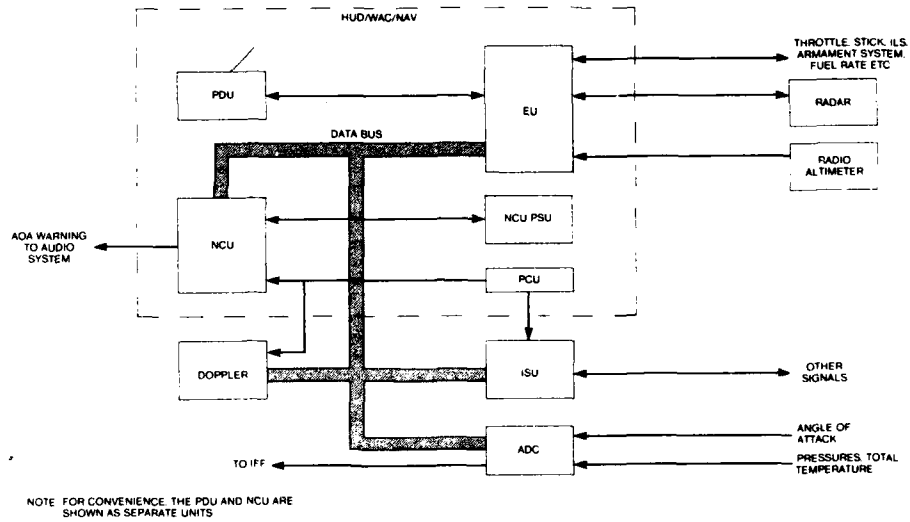 HUD/WAC/NAV
THROTTLE, STICK, ILS,
ARMAMENT SYSTEM,
FUEL RATE ETC
PDU
EU
RADAR
DATA BUS
RADIO
ALTIMETER
AOA WARNING
TO AUDIO
SYSTEM
NCU
NCU PSU
PCU
DOPPLER
ISU
OTHER
SIGNALS
ANGLE OF
ATTACK
ADC
TO IFF
PRESSURES, TOTAL
TEMPERATURE
NOTE FOR CONVENIENCE, THE PDU AND NCU ARE
SHOWN AS SEPARATE UNITS